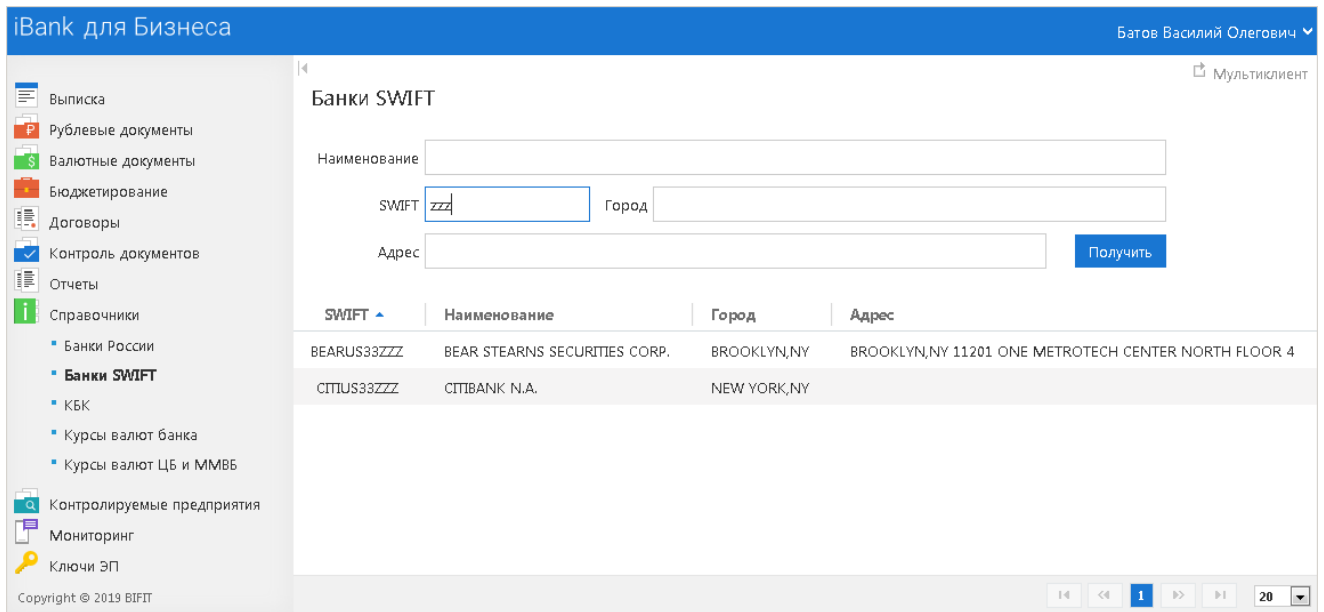 iBank для Бизнеса
Батов Василий Олегович
Мультиклиент
Выписка
Рублевые документы
Валютные документы
Бюджетирование
Договоры
Контроль документов
Отчеты
Справочники
Банки России
Банки SWIFT
КБК
Курсы валют банка
Курсы валют ЦБ и ММВБ
Контролируемые предприятия
Мониторинг
Ключи ЭП
Copyright © 2019 BIFIT
Банки SWIFT
Наименование
SWIFT zzz Город
Адрес Получить
SWIFT Наименование Город Адрес
BEARUS33ZZZ BEAR STEARNS SECURITIES CORP. BROOKLYN,NY BROOKLYN,NY 11201 ONE METROTECH CENTER NORTH FLOOR 4
CITIUS33ZZZ CITIBANK N.A. NEW YORK,NY
1 20